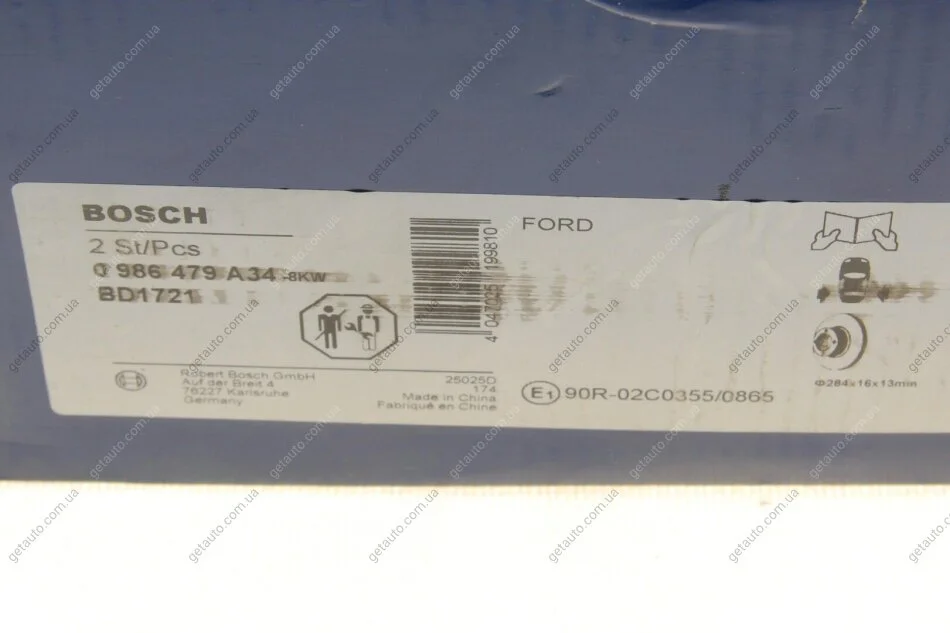 BOSCH
2 St/Pcs
0 986 479 A34-8KW
BD1721
4 047025 199810
FORD
Robert Bosch GmbH
Auf der Breit 4
76227 Karlsruhe
Germany
25025D
174
Made in China
Fabriqué en Chine
E1 90R-02C0355/0865
Φ284x16x13min
getauto.com.ua